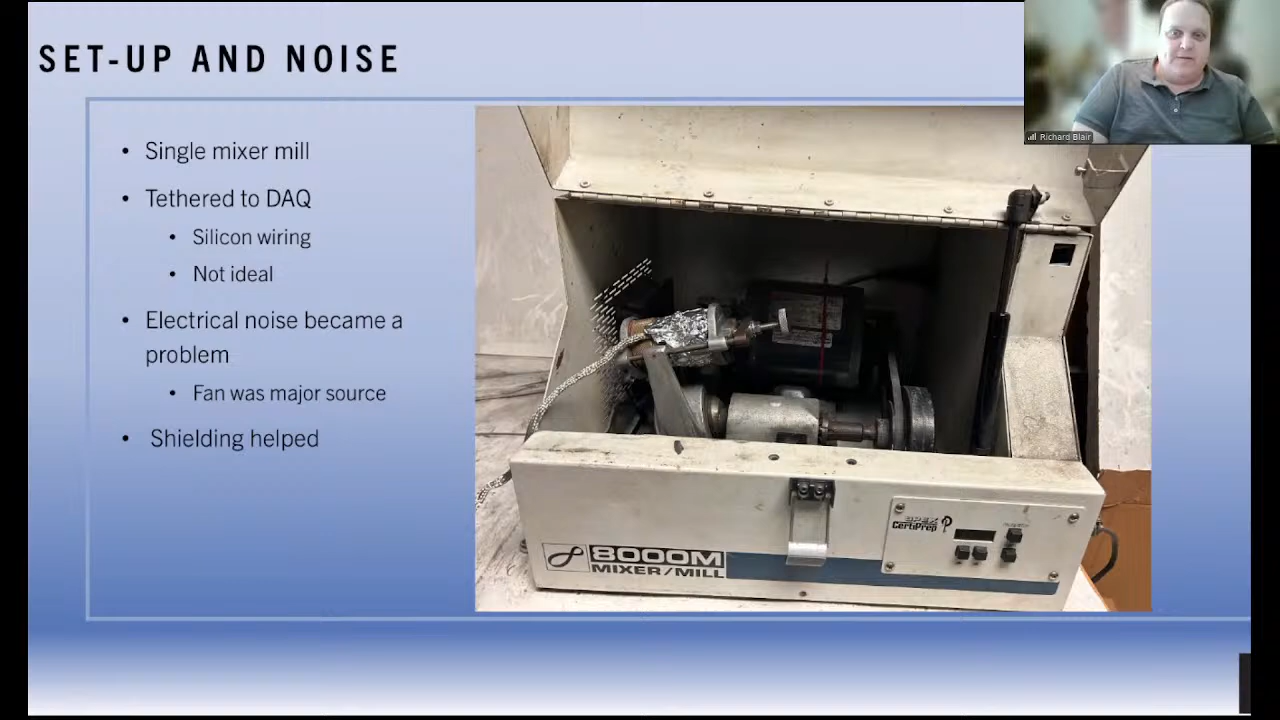 SET-UP AND NOISE
Richard Blair
• Single mixer mill
• Tethered to DAQ
• Silicon wiring
• Not ideal
• Electrical noise became a
problem
• Fan was major source
• Shielding helped
SPEX
CertiPrep
8000M
MIXER/MILL